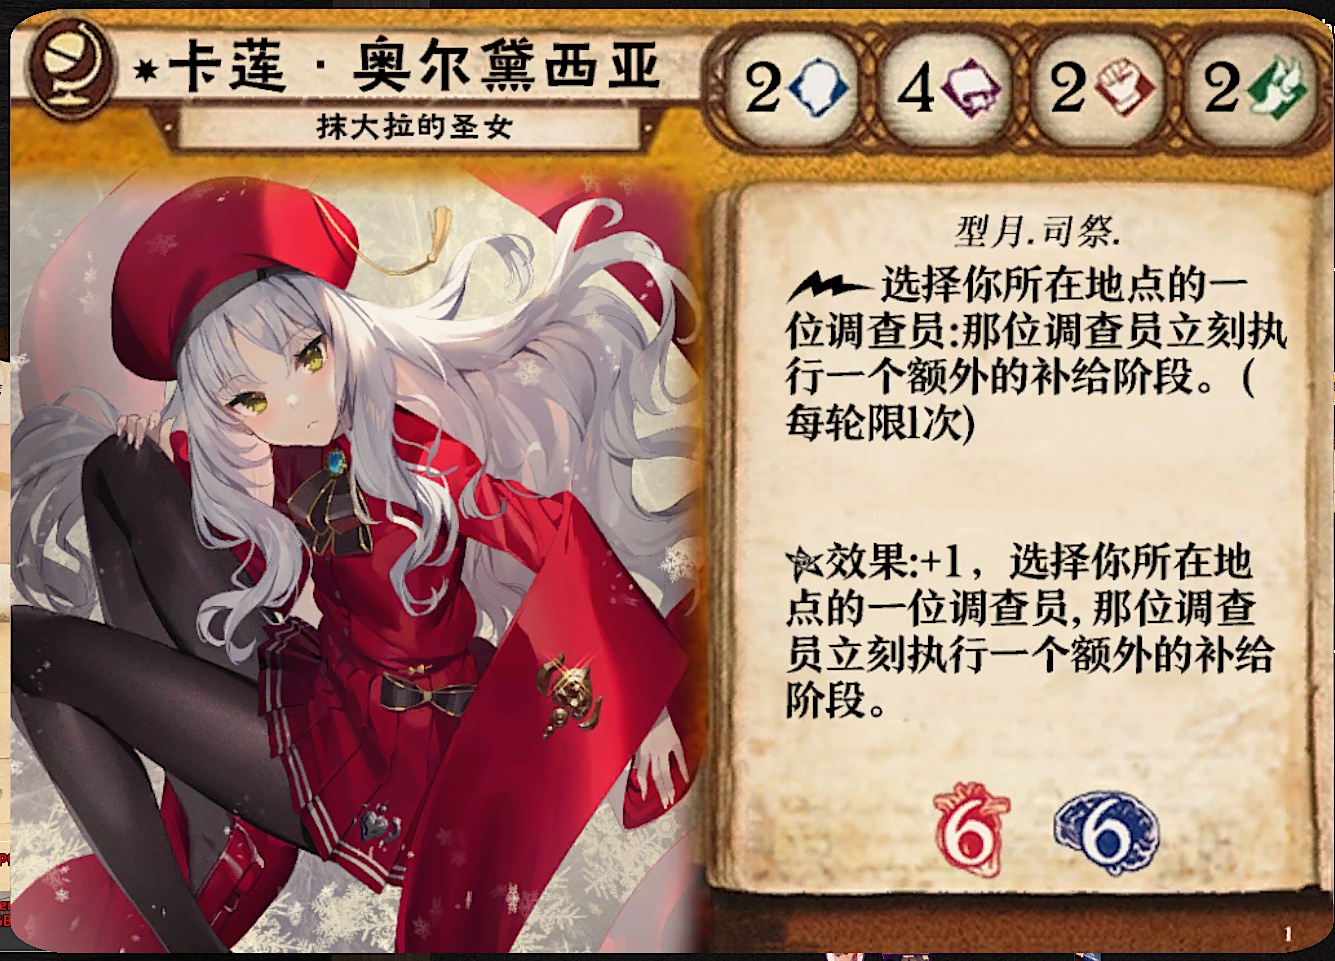 卡莲·奥尔黛西亚
抹大拉的圣女
2 4 2 2
型月.司祭.
选择你所在地点的一
位调查员:那位调查员立刻执
行一个额外的补给阶段。(
每轮限1次)
效果:+1，选择你所在地
点的一位调查员,那位调查
员立刻执行一个额外的补给
阶段。
6 6
1